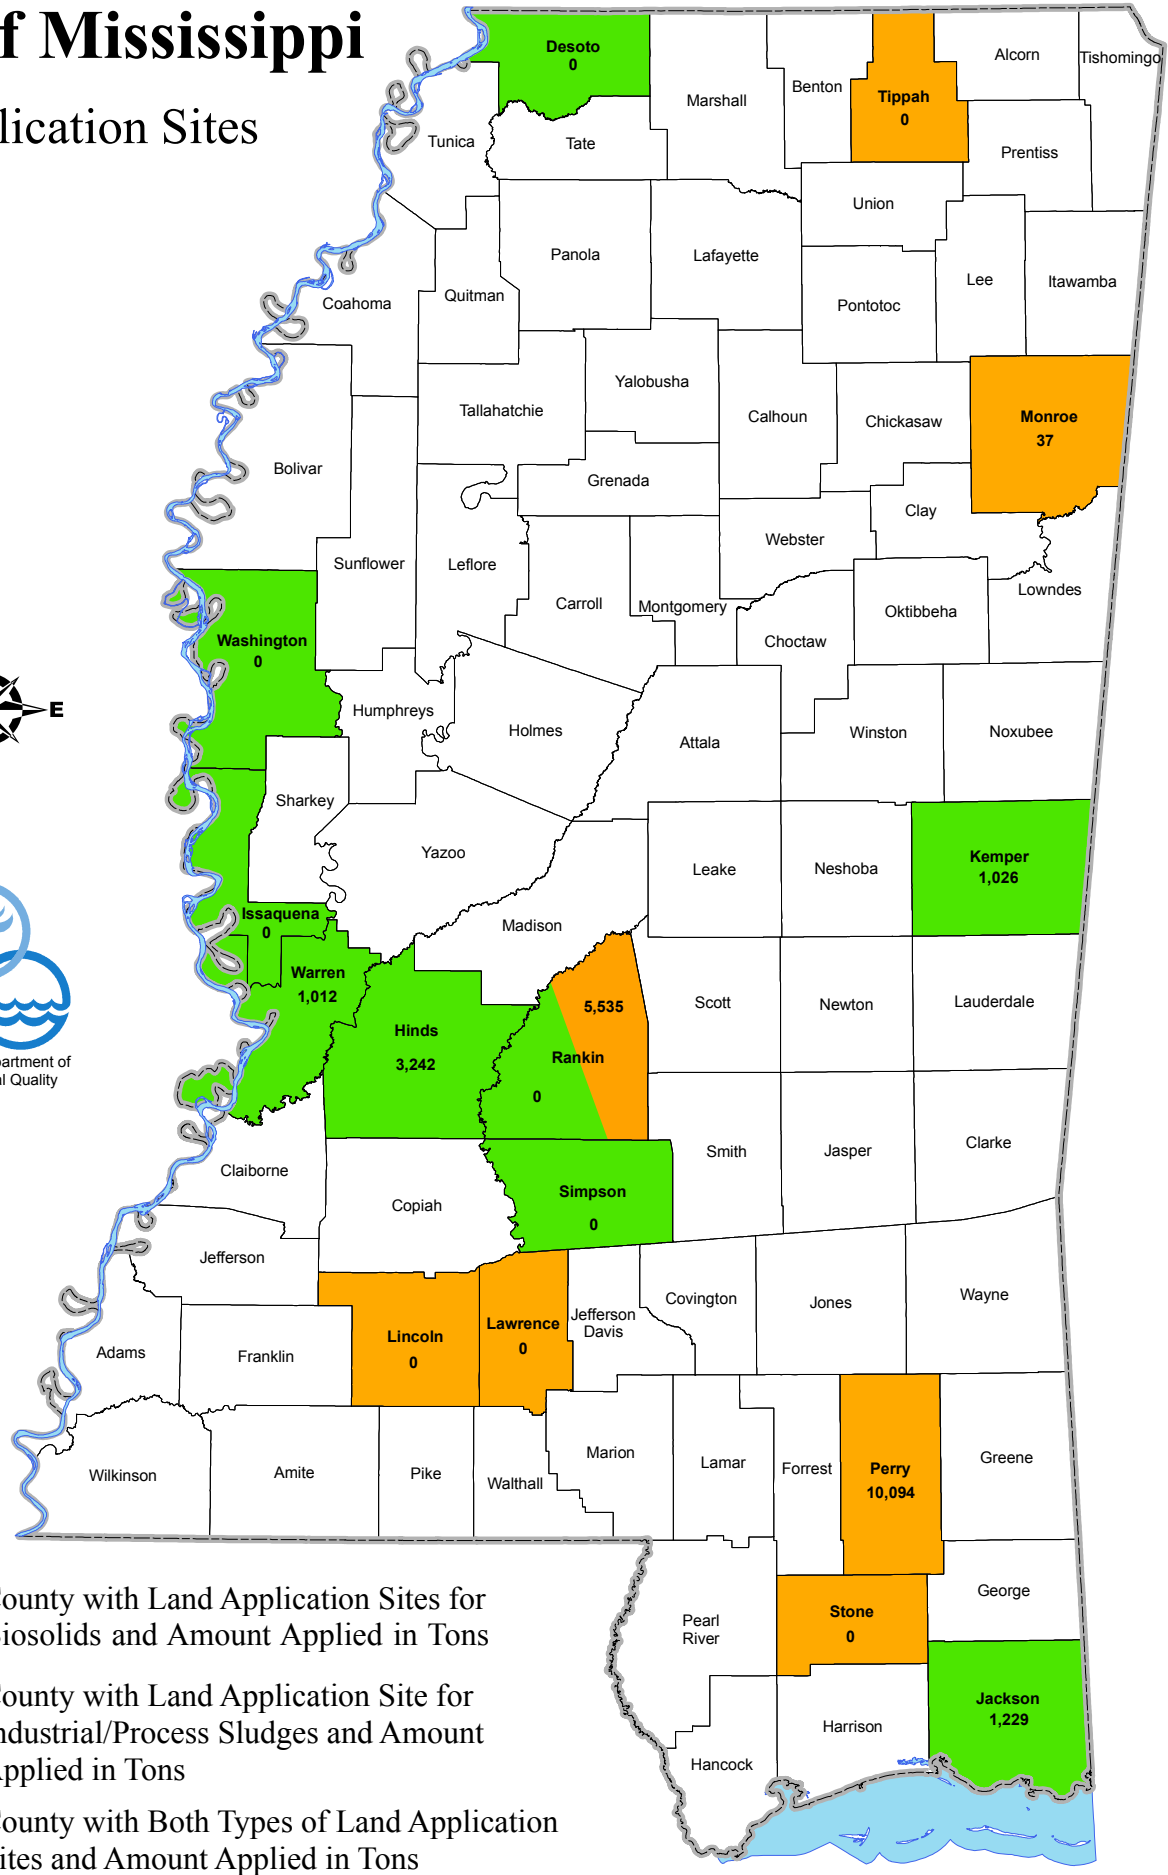 f Mississippi
lication Sites
Desoto
0
Tippah
0
Alcorn
Tishomingo
Benton
Marshall
Tunica
Tate
Prentiss
Union
Panola
Lafayette
Lee
Itawamba
Coahoma
Quitman
Pontotoc
Yalobusha
Tallahatchie
Calhoun
Chickasaw
Monroe
37
Bolivar
Grenada
Clay
Webster
Sunflower
Leflore
Carroll
Montgomery
Lowndes
Oktibbeha
Choctaw
Washington
0
E
Humphreys
Holmes
Attala
Winston
Noxubee
Sharkey
Yazoo
Leake
Neshoba
Kemper
1,026
Issaquena
0
Madison
Warren
1,012
Hinds
3,242
5,535
Rankin
0
Scott
Newton
Lauderdale
artment of
l Quality
Claiborne
Copiah
Simpson
0
Smith
Jasper
Clarke
Jefferson
Adams
Franklin
Lincoln
0
Lawrence
0
Jefferson
Davis
Covington
Jones
Wayne
Wilkinson
Amite
Pike
Walthall
Marion
Lamar
Forrest
Perry
10,094
Greene
George
Pearl
River
Stone
0
Jackson
1,229
Harrison
Hancock
ounty with Land Application Sites for
iosolids and Amount Applied in Tons
ounty with Land Application Site for
ndustrial/Process Sludges and Amount
pplied in Tons
ounty with Both Types of Land Application
ites and Amount Applied in Tons